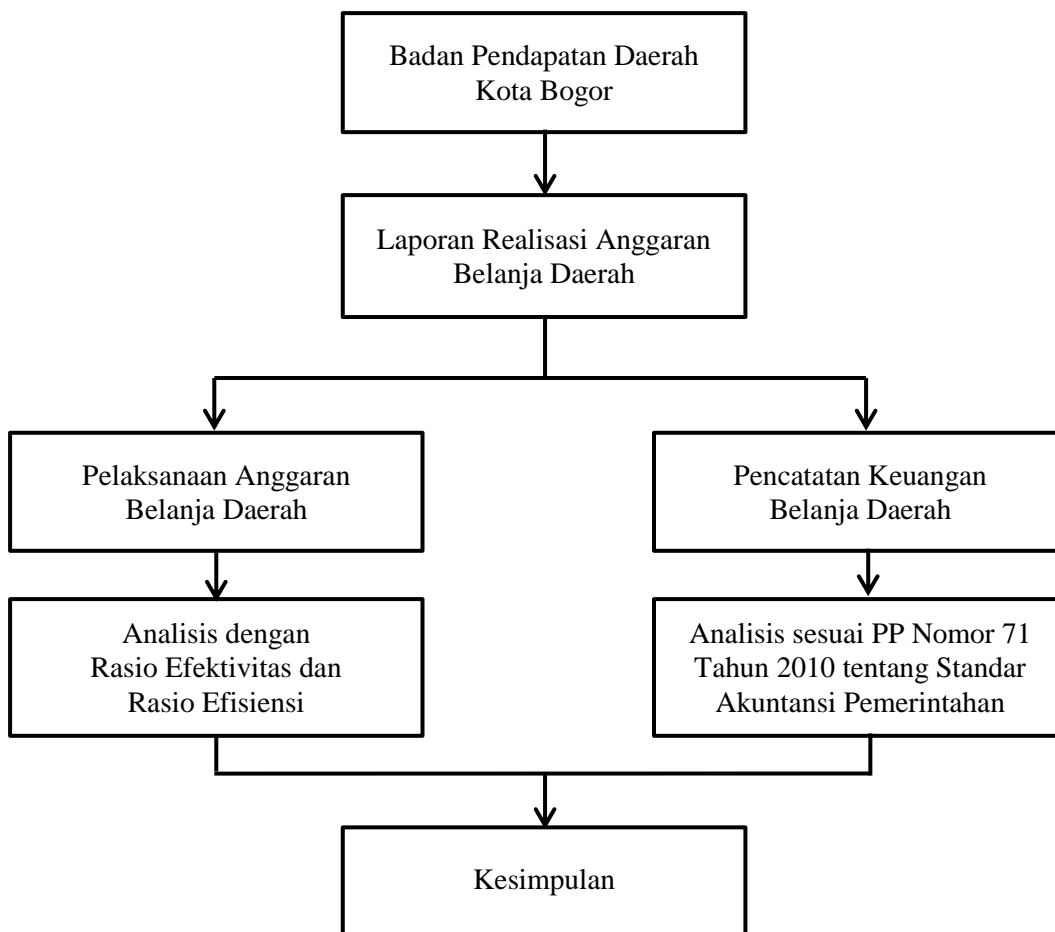 Badan Pendapatan Daerah
Kota Bogor
Laporan Realisasi Anggaran
Belanja Daerah
Pelaksanaan Anggaran
Belanja Daerah
Pencatatan Keuangan
Belanja Daerah
Analisis dengan
Rasio Efektivitas dan
Rasio Efisiensi
Analisis sesuai PP Nomor 71
Tahun 2010 tentang Standar
Akuntansi Pemerintahan
Kesimpulan